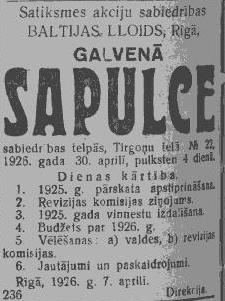 Satiksmes akciju sabiedrības
BALTIJAS LLOIDS, Rīgā,
GALVENĀ
SAPULCE
sabiedrības telpās, Tirgoņu ielā № 22,
1926. gada 30. aprilī, pulksten 4 dienā.
Dienas kārtība.
1. 1925. g. pārskata apstiprināšana.
2. Revizijas komisijas ziņojums.
3. 1925. gada vinnestu izdalīšana.
4. Budžets par 1926. g.
5 Vēlēšanas: a) valdes, b) revizijas
komisijas.
6. Jautājumi un paskaidrojumi.
Rīgā, 1926. g. 7. aprilī.
236 Direkcija.